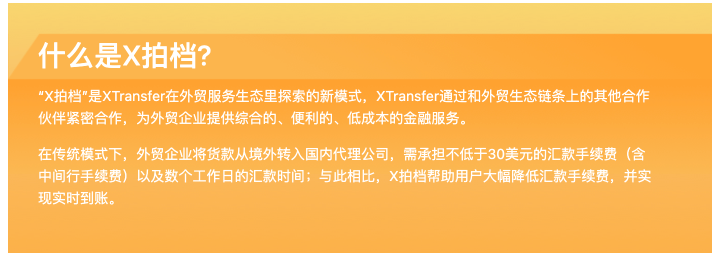 什么是X拍档?
“X拍档”是XTransfer在外贸服务生态里探索的新模式，XTransfer通过和外贸生态链条上的其他合作
伙伴紧密合作，为外贸企业提供综合的、便利的、低成本的金融服务。
在传统模式下，外贸企业将货款从境外转入国内代理公司，需承担不低于30美元的汇款手续费（含
中间行手续费）以及数个工作日的汇款时间；与此相比，X拍档帮助用户大幅降低汇款手续费，并实
现实时到账。